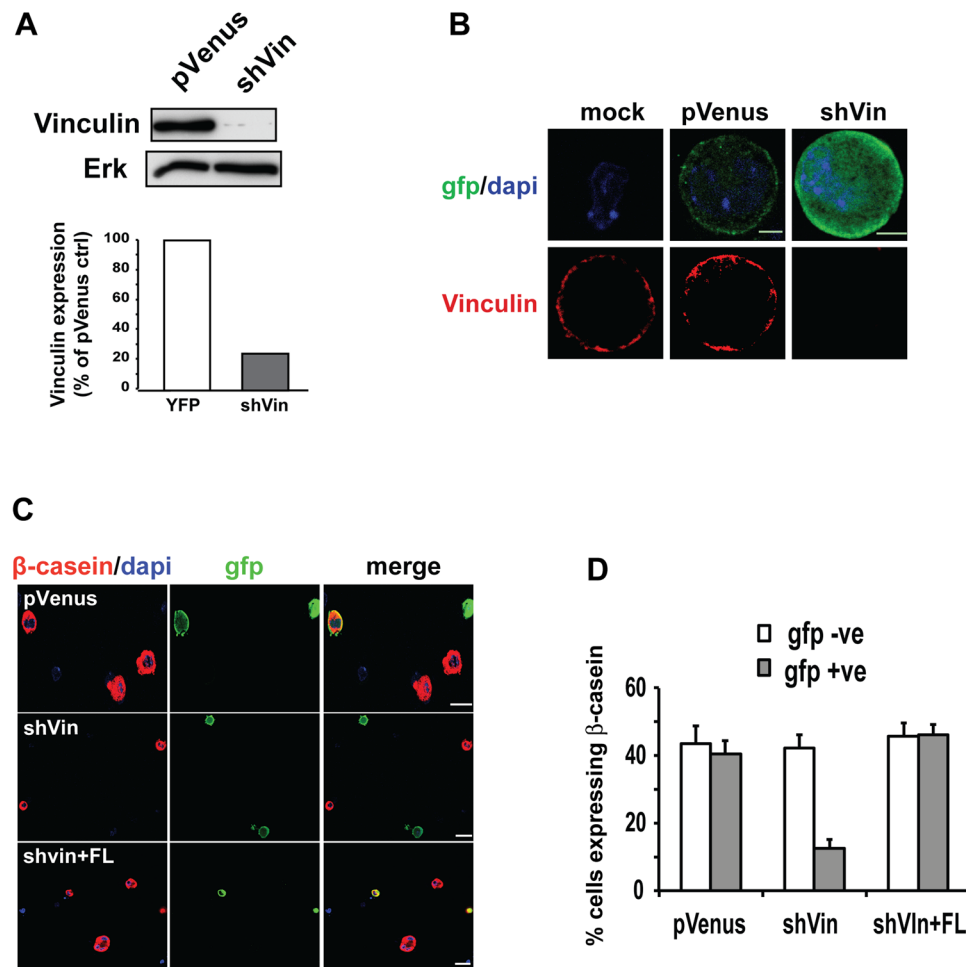 A
pVenus shVin
Vinculin
Erk
Vinculin expression
(% of pVenus ctrl)
100
80
60
40
20
0
YFP shVin
B
mock pVenus shVin
gfp/dapi
Vinculin
C
β-casein/dapi gfp merge
pVenus
shVin
shvin+FL
D
gfp -ve
gfp +ve
% cells expressing β-casein
60
40
20
0
pVenus shVin shVIn+FL